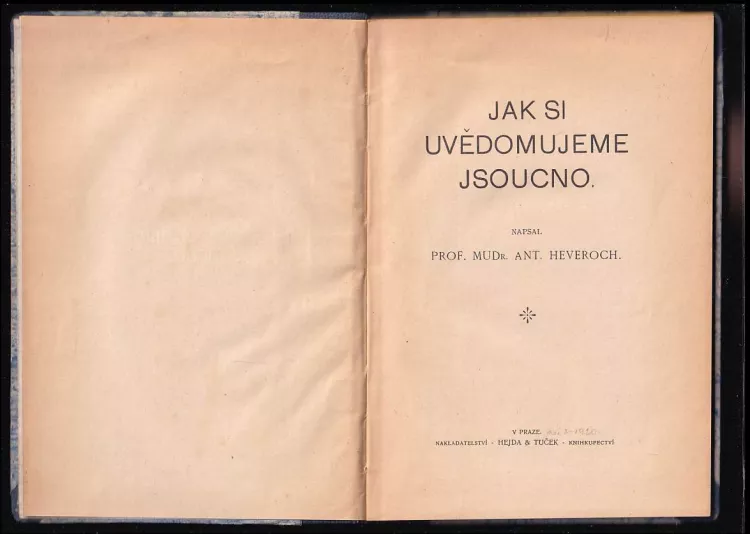 JAK SI
UVĚDOMUJEME
JSOUCNO.
NAPSAL
PROF. MUDR. ANT. HEVEROCH.
V PRAZE.
NAKLADATELSTVÍ - HEJDA & TUČEK - KNIHKUPECTVÍ